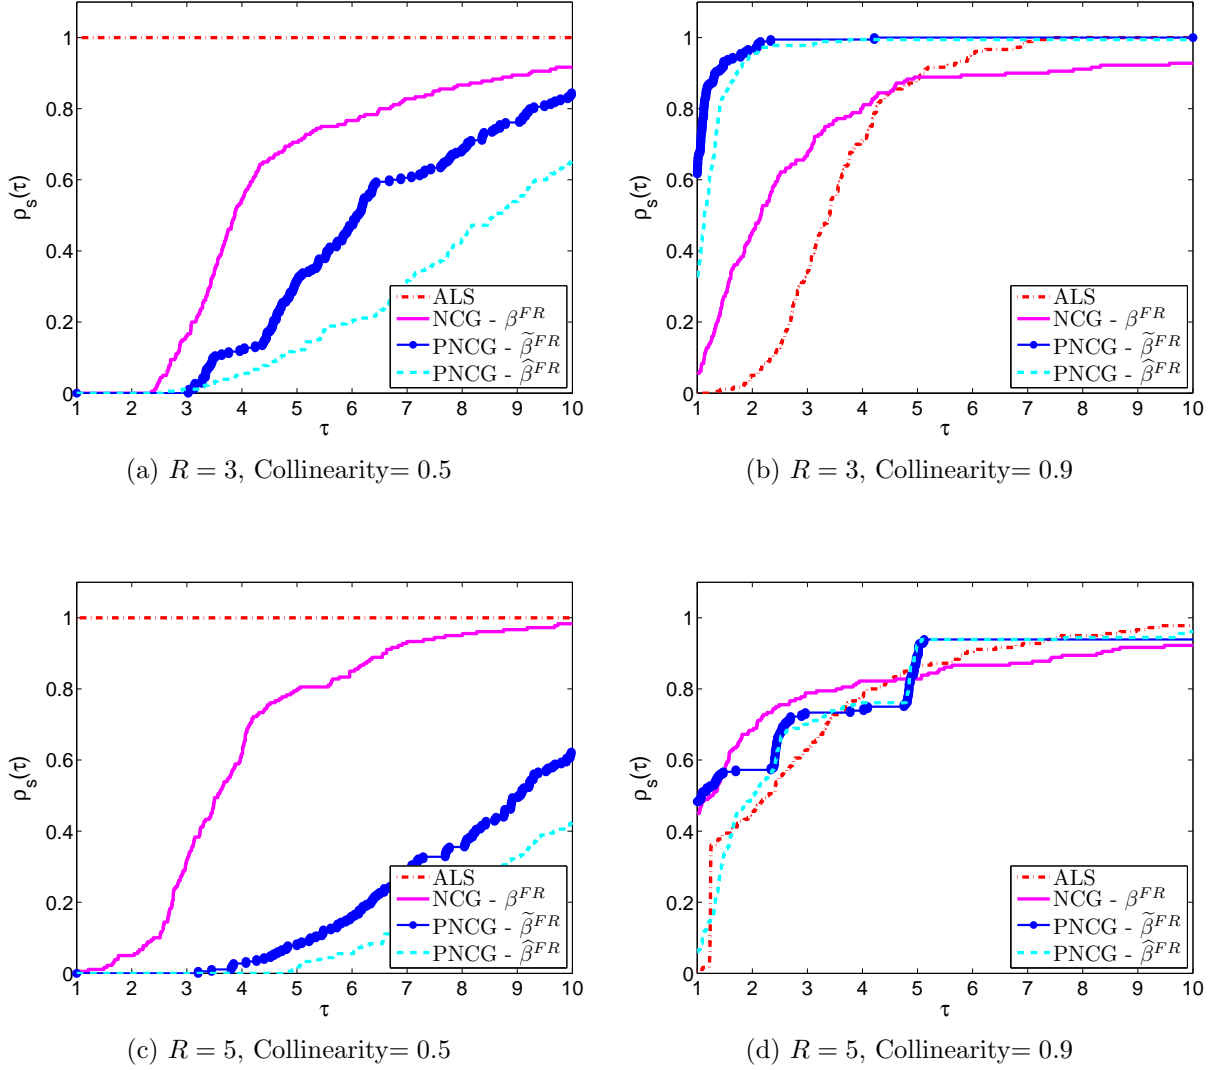 1
0.8
0.6
0.4
0.2
0
ρs(τ)
1 2 3 4 5 6 7 8 9 10
τ
ALS
NCG - β^FR
PNCG - β̃^FR
PNCG - β̂^FR
(a) R = 3, Collinearity= 0.5
1
0.8
0.6
0.4
0.2
0
ρs(τ)
1 2 3 4 5 6 7 8 9 10
τ
ALS
NCG - β^FR
PNCG - β̃^FR
PNCG - β̂^FR
(b) R = 3, Collinearity= 0.9
1
0.8
0.6
0.4
0.2
0
ρs(τ)
1 2 3 4 5 6 7 8 9 10
τ
ALS
NCG - β^FR
PNCG - β̃^FR
PNCG - β̂^FR
(c) R = 5, Collinearity= 0.5
1
0.8
0.6
0.4
0.2
0
ρs(τ)
1 2 3 4 5 6 7 8 9 10
τ
ALS
NCG - β^FR
PNCG - β̃^FR
PNCG - β̂^FR
(d) R = 5, Collinearity= 0.9